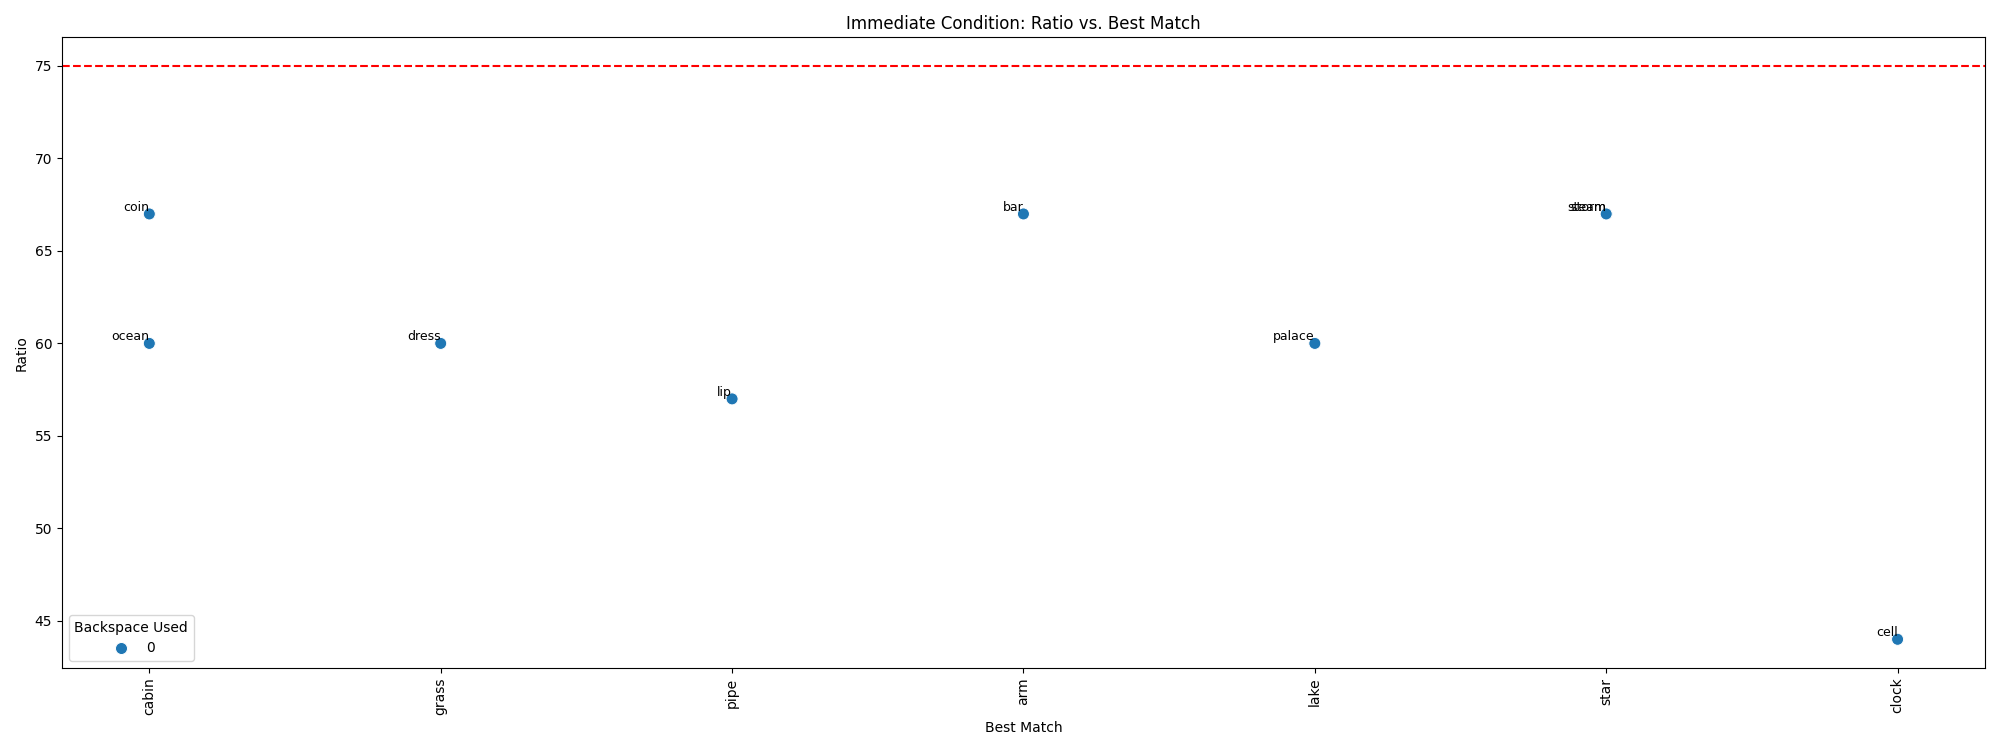 Immediate Condition: Ratio vs. Best Match
75
70
65
60
55
50
45
Ratio
coin
bar
storm
ocean
dress
palace
lip
cell
Backspace Used
0
cabin
grass
pipe
arm
lake
star
clock
Best Match